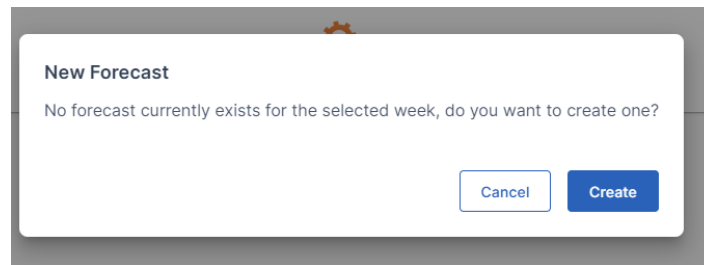 New Forecast
No forecast currently exists for the selected week, do you want to create one?
Cancel
Create